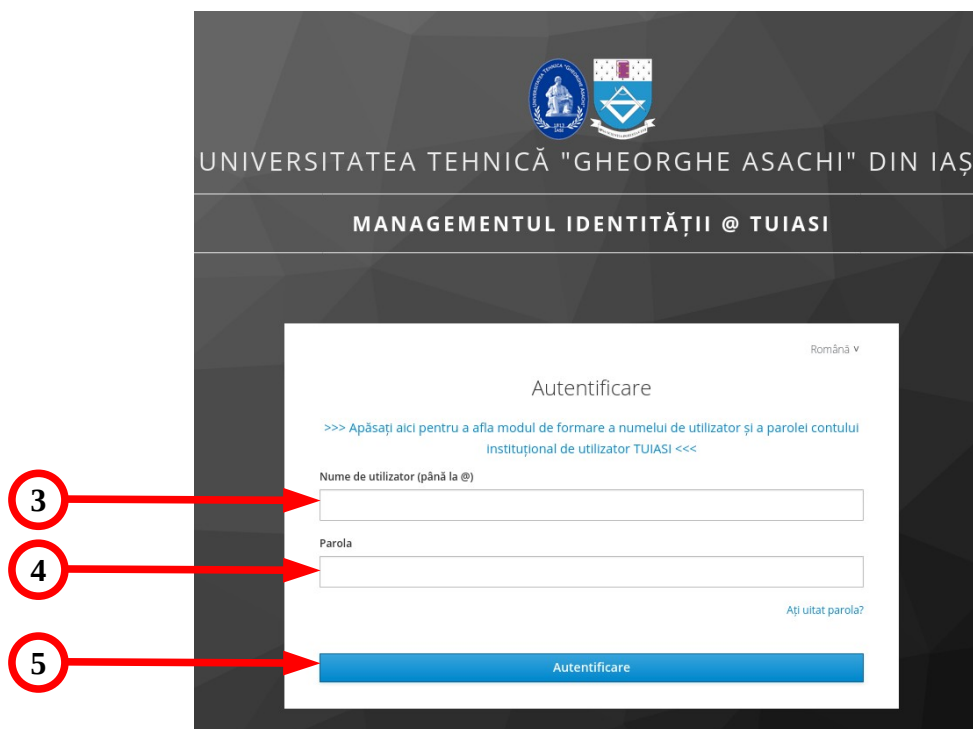 UNIVERSITATEA TEHNICĂ "GHEORGHE ASACHI" DIN IAȘ
MANAGEMENTUL IDENTITĂȚII @ TUIASI
Română
Autentificare
>>> Apăsați aici pentru a afla modul de formare a numelui de utilizator și a parolei contului
instituțional de utilizator TUIASI <<<
Nume de utilizator (până la @)
3
Parola
4
Ați uitat parola?
5
Autentificare